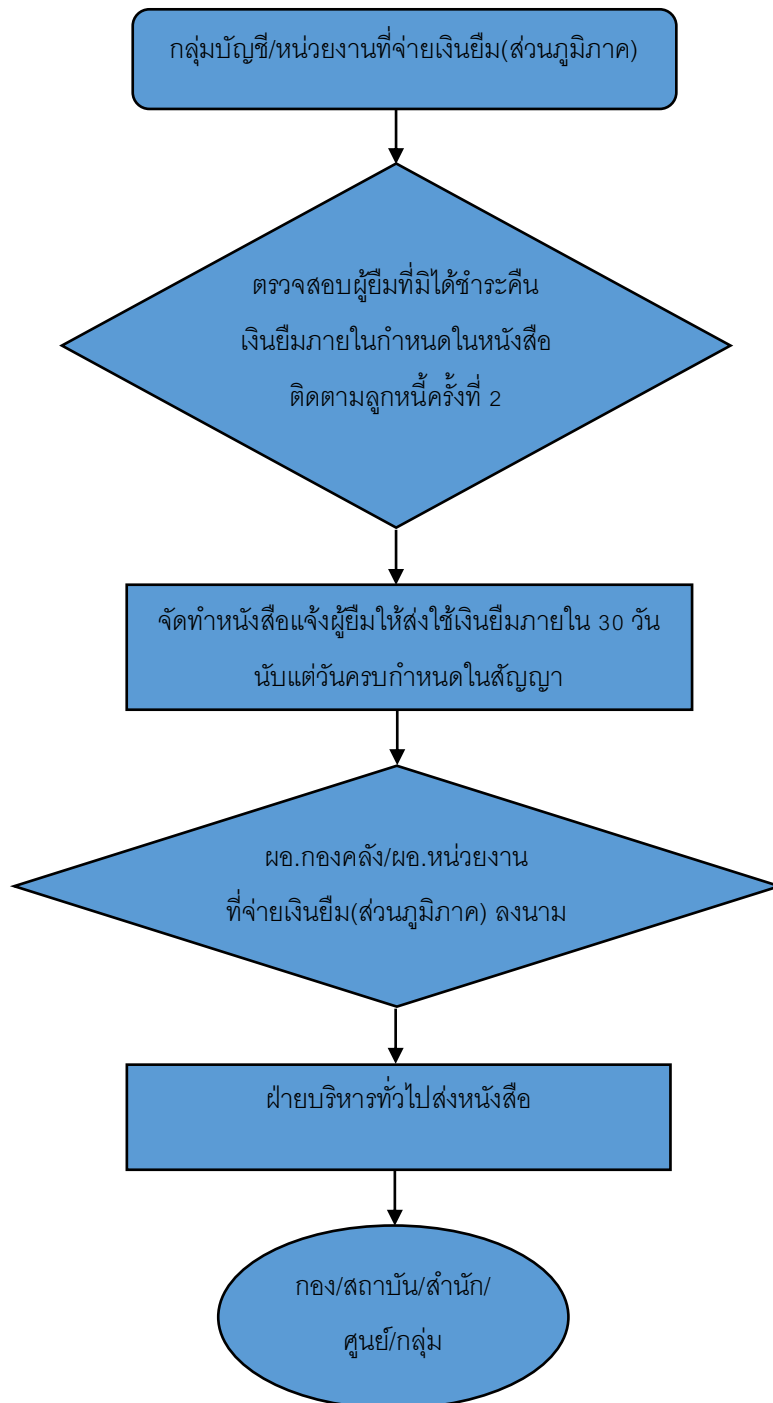 กลุ่มบัญชี/หน่วยงานที่จ่ายเงินยืม(ส่วนภูมิภาค)
ตรวจสอบผู้ยืมที่มิได้ชำระคืน
เงินยืมภายในกำหนดในหนังสือ
ติดตามลูกหนี้ครั้งที่ 2
จัดทำหนังสือแจ้งผู้ยืมให้ส่งใช้เงินยืมภายใน 30 วัน
นับแต่วันครบกำหนดในสัญญา
ผอ.กองคลัง/ผอ.หน่วยงาน
ที่จ่ายเงินยืม(ส่วนภูมิภาค) ลงนาม
ฝ่ายบริหารทั่วไปส่งหนังสือ
กอง/สถาบัน/สำนัก/
ศูนย์/กลุ่ม